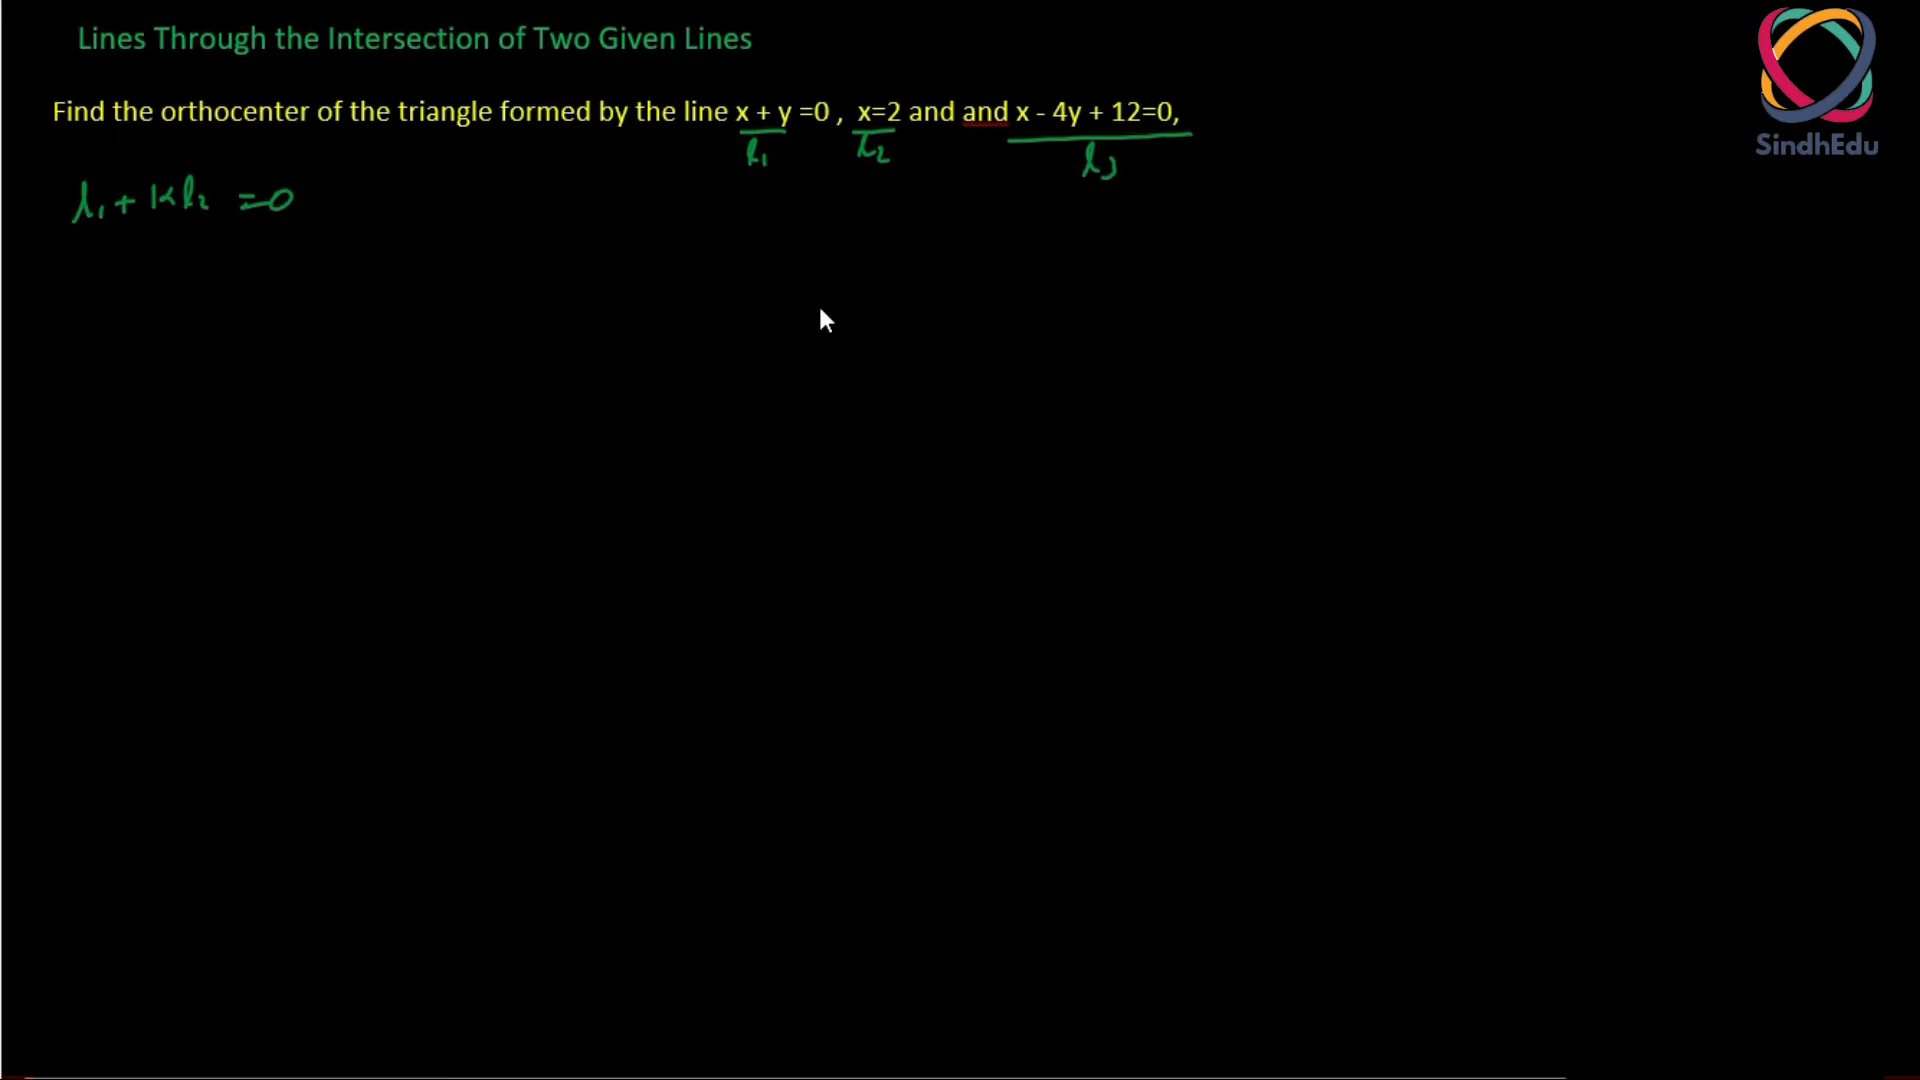 Lines Through the Intersection of Two Given Lines
SindhEdu
Find the orthocenter of the triangle formed by the line x + y =0 , x=2 and and x - 4y + 12=0,
l₁ l₂ l₃
l₁ + Kl₂ =0